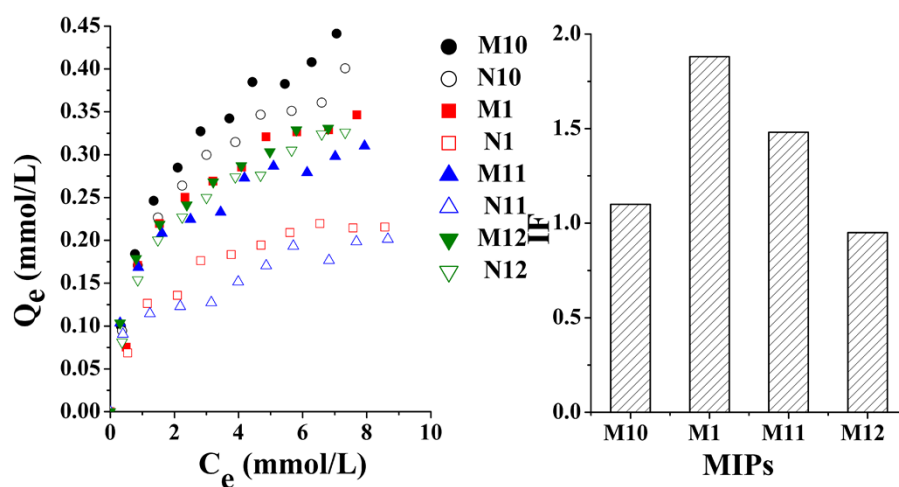 0.45
0.40
0.35
0.30
0.25
0.20
0.15
0.10
0.05
0.00
Qe (mmol/L)
0 2 4 6 8 10
Ce (mmol/L)
M10
N10
M1
N1
M11
N11
M12
N12
2.0
1.5
1.0
0.5
0.0
IF
M10 M1 M11 M12
MIPs